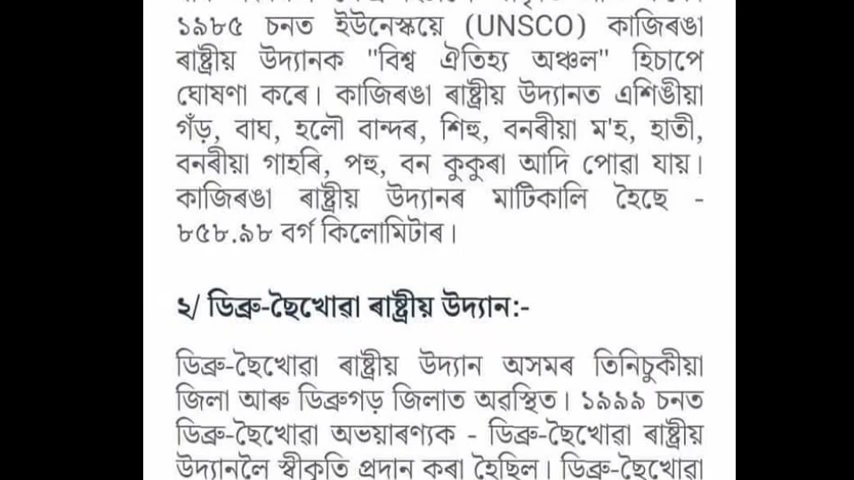 ১৯৮৫ চনত ইউনেস্কয়ে (UNSCO) কাজিৰঙা
ৰাষ্ট্ৰীয় উদ্যানক "বিশ্ব ঐতিহ্য অঞ্চল" হিচাপে
ঘোষণা কৰে। কাজিৰঙা ৰাষ্ট্ৰীয় উদ্যানত এশিঙীয়া
গঁড়, বাঘ, হলৌ বান্দৰ, শিহু, বনৰীয়া ম'হ, হাতী,
বনৰীয়া গাহৰি, পহু, বন কুকুৰা আদি পোৱা যায়।
কাজিৰঙা ৰাষ্ট্ৰীয় উদ্যানৰ মাটিকালি হৈছে -
৮৫৮.৯৮ বৰ্গ কিলোমিটাৰ।
২/ ডিব্ৰু-ছৈখোৱা ৰাষ্ট্ৰীয় উদ্যান:-
ডিব্ৰু-ছৈখোৱা ৰাষ্ট্ৰীয় উদ্যান অসমৰ তিনিচুকীয়া
জিলা আৰু ডিব্ৰুগড় জিলাত অৱস্থিত। ১৯৯৯ চনত
ডিব্ৰু-ছৈখোৱা অভয়াৰণ্যক - ডিব্ৰু-ছৈখোৱা ৰাষ্ট্ৰীয়
উদ্যানলৈ স্বীকৃতি প্ৰদান কৰা হৈছিল। ডিব্ৰু-ছৈখোৱা